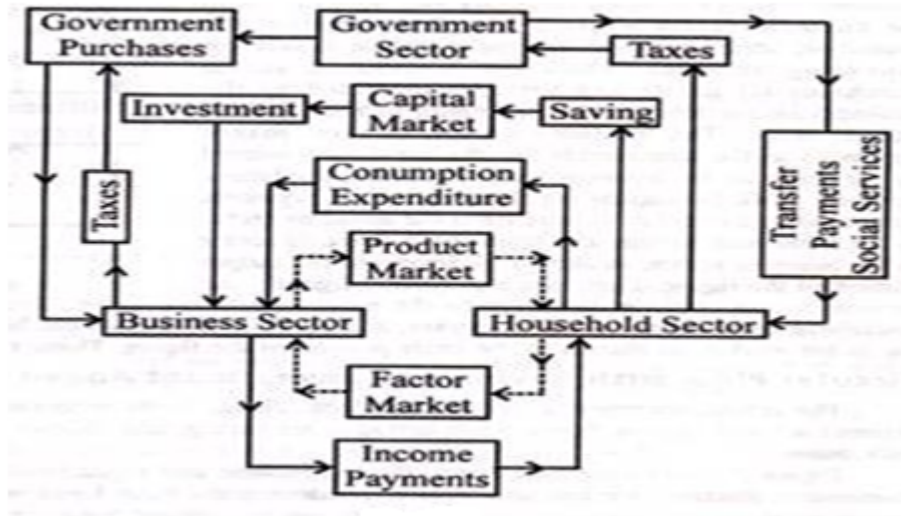 Government
Purchases
Government
Sector
Taxes
Investment
Capital
Market
Saving
Taxes
Conumption
Expenditure
Transfer
Payments
Social Services
Product
Market
Business Sector
Household Sector
Factor
Market
Income
Payments